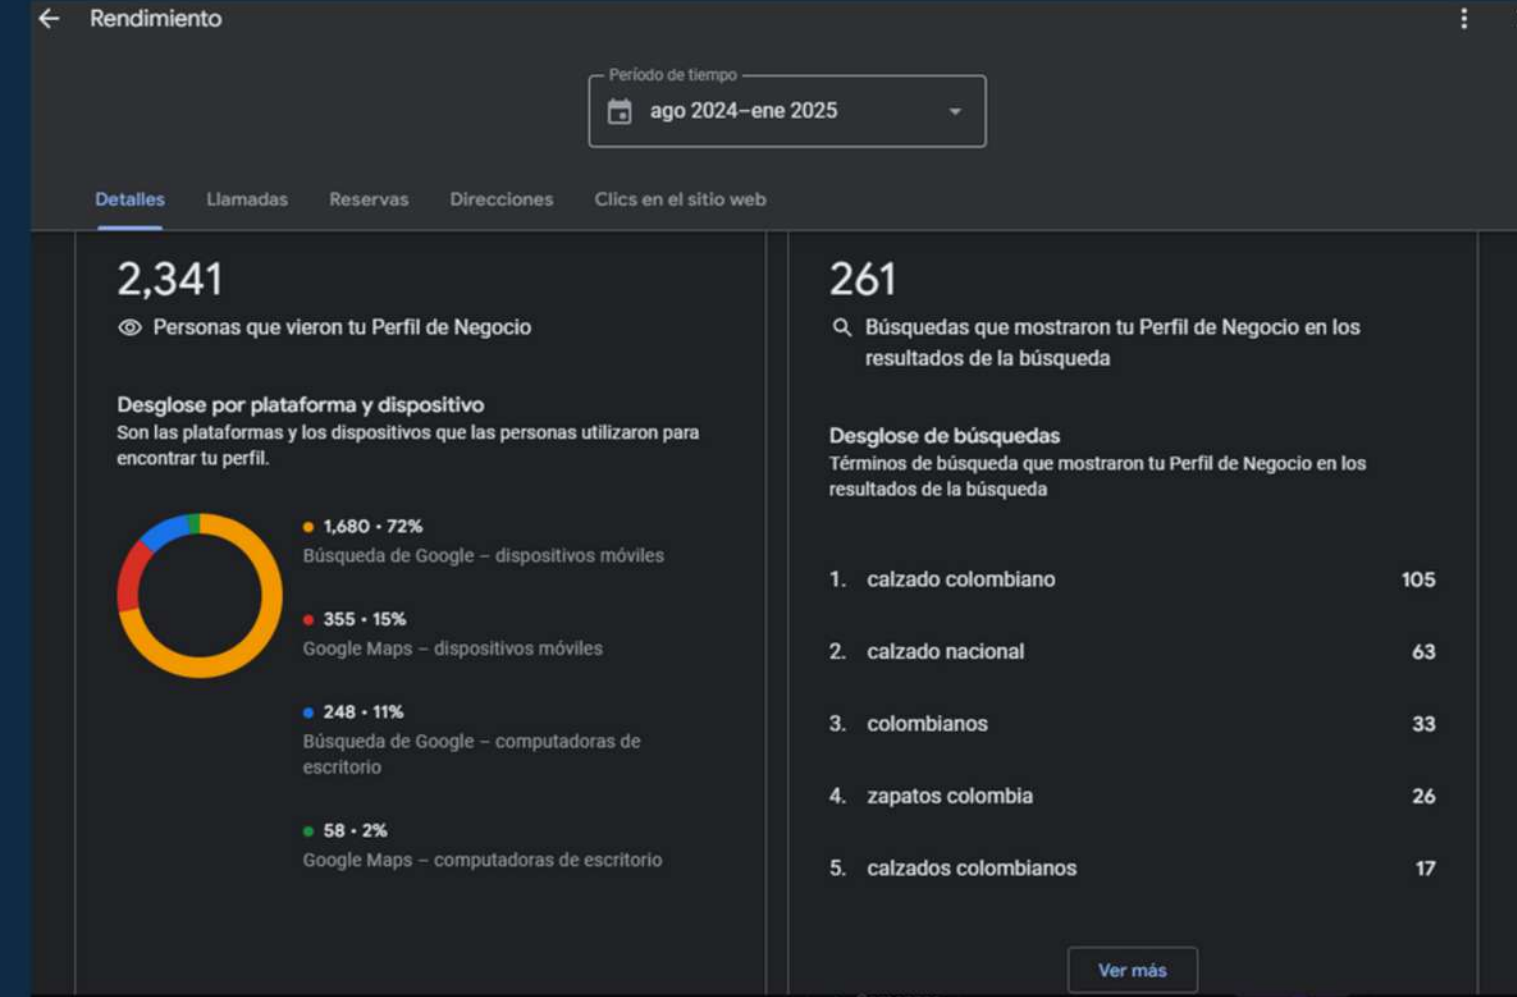 Rendimiento
Período de tiempo
ago 2024–ene 2025
Detalles Llamadas Reservas Direcciones Clics en el sitio web
2,341
Personas que vieron tu Perfil de Negocio
Desglose por plataforma y dispositivo
Son las plataformas y los dispositivos que las personas utilizaron para
encontrar tu perfil.
1,680 • 72%
Búsqueda de Google – dispositivos móviles
355 • 15%
Google Maps – dispositivos móviles
248 • 11%
Búsqueda de Google – computadoras de
escritorio
58 • 2%
Google Maps – computadoras de escritorio
261
Búsquedas que mostraron tu Perfil de Negocio en los
resultados de la búsqueda
Desglose de búsquedas
Términos de búsqueda que mostraron tu Perfil de Negocio en los
resultados de la búsqueda
1. calzado colombiano 105
2. calzado nacional 63
3. colombianos 33
4. zapatos colombia 26
5. calzados colombianos 17
Ver más